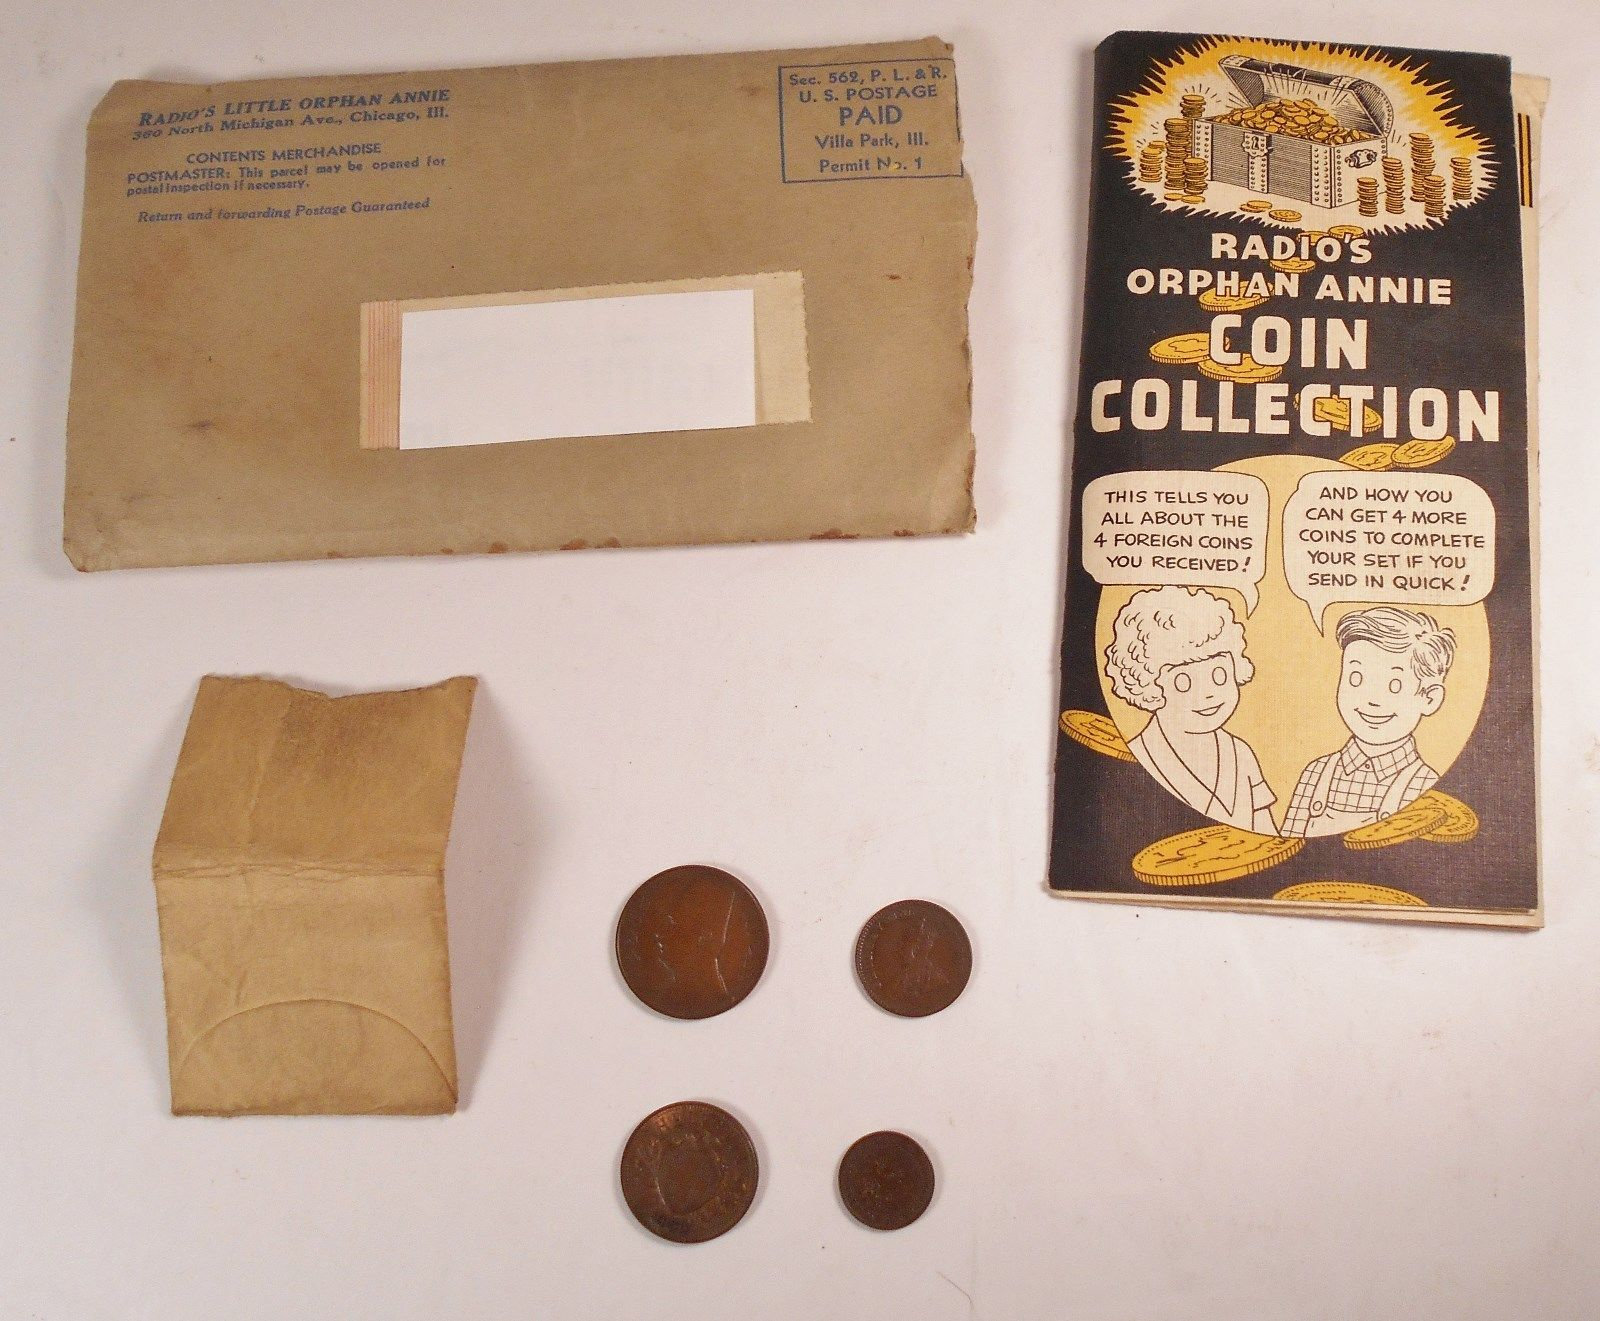 RADIO'S LITTLE ORPHAN ANNIE
360 North Michigan Ave., Chicago, Ill.
CONTENTS MERCHANDISE
POSTMASTER: This parcel may be opened for
postal inspection if necessary.
Return and forwarding Postage Guaranteed
Sec. 562, P. L. & R.
U. S. POSTAGE
PAID
Villa Park, Ill.
Permit No. 1
RADIO'S
ORPHAN ANNIE
COIN
COLLECTION
THIS TELLS YOU
ALL ABOUT THE
4 FOREIGN COINS
YOU RECEIVED!
AND HOW YOU
CAN GET 4 MORE
COINS TO COMPLETE
YOUR SET IF YOU
SEND IN QUICK!